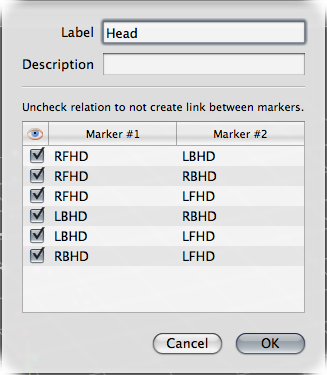 Label Head
Description
Uncheck relation to not create link between markers.
Marker #1 Marker #2
RFHD LBHD
RFHD RBHD
RFHD LFHD
LBHD RBHD
LBHD LFHD
RBHD LFHD
Cancel OK